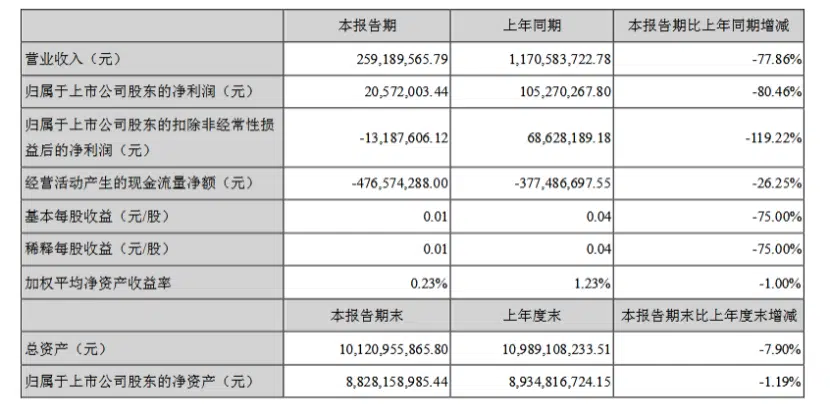 本报告期 上年同期 本报告期比上年同期增减
营业收入（元） 259,189,565.79 1,170,583,722.78 -77.86%
归属于上市公司股东的净利润（元） 20,572,003.44 105,270,267.80 -80.46%
归属于上市公司股东的扣除非经常性损
益后的净利润（元） -13,187,606.12 68,628,189.18 -119.22%
经营活动产生的现金流量净额（元） -476,574,288.00 -377,486,697.55 -26.25%
基本每股收益（元/股） 0.01 0.04 -75.00%
稀释每股收益（元/股） 0.01 0.04 -75.00%
加权平均净资产收益率 0.23% 1.23% -1.00%
本报告期末 上年度末 本报告期末比上年度末增减
总资产（元） 10,120,955,865.80 10,989,108,233.51 -7.90%
归属于上市公司股东的净资产（元） 8,828,158,985.44 8,934,816,724.15 -1.19%